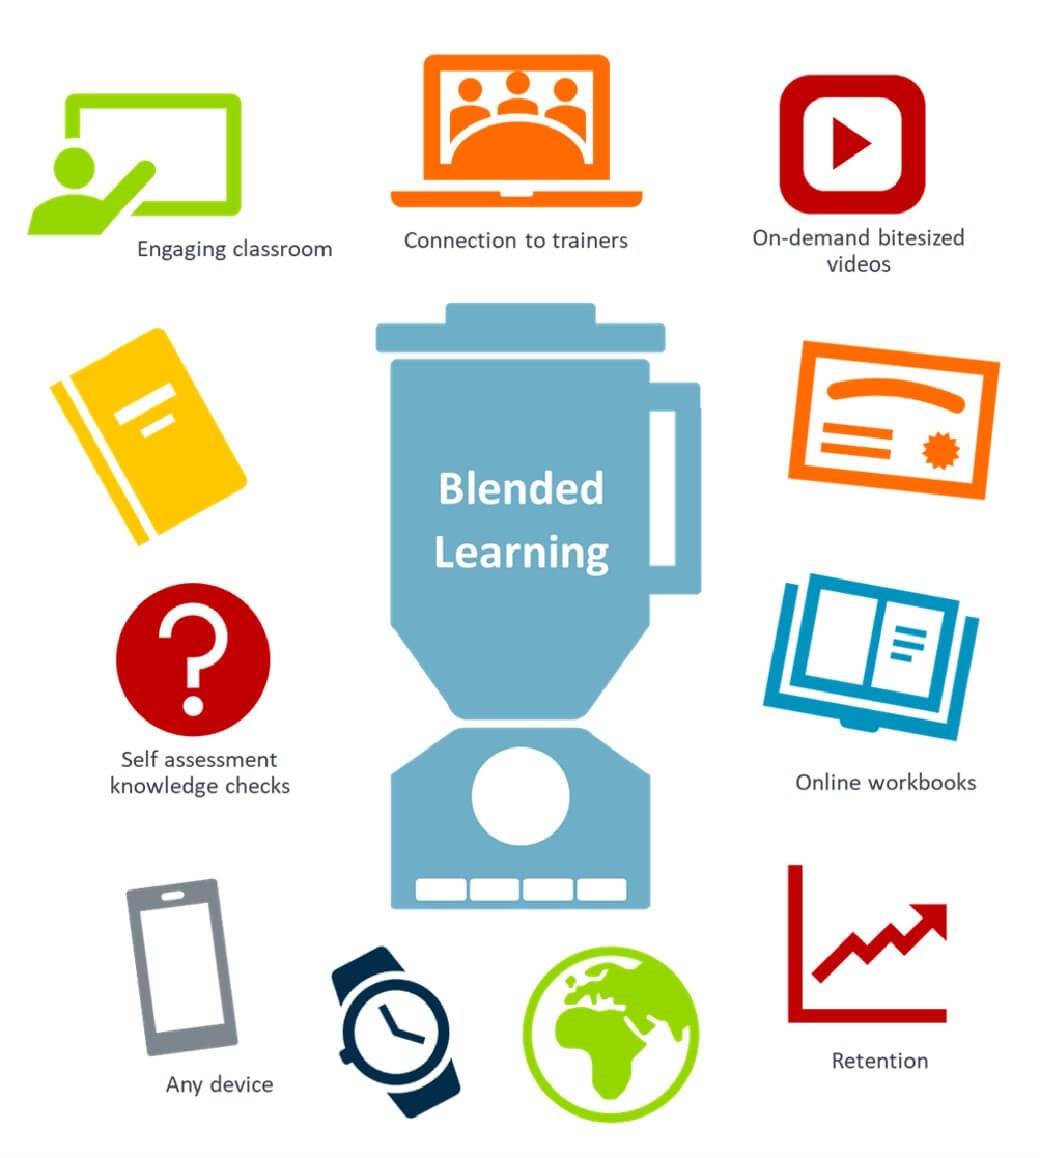 Engaging classroom
Connection to trainers
On-demand bitesized
videos
Blended
Learning
Self assessment
knowledge checks
Online workbooks
Any device
Retention